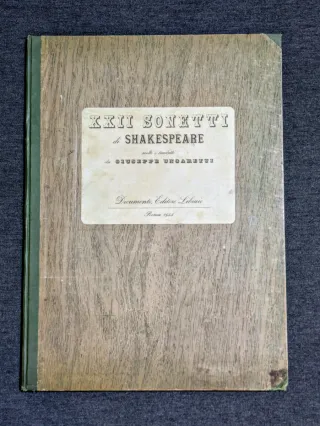 XXII SONETTI
di SHAKESPEARE
scelti e tradotti
da GIUSEPPE UNGARETTI
Documento, Editore Libraio
Roma 1944